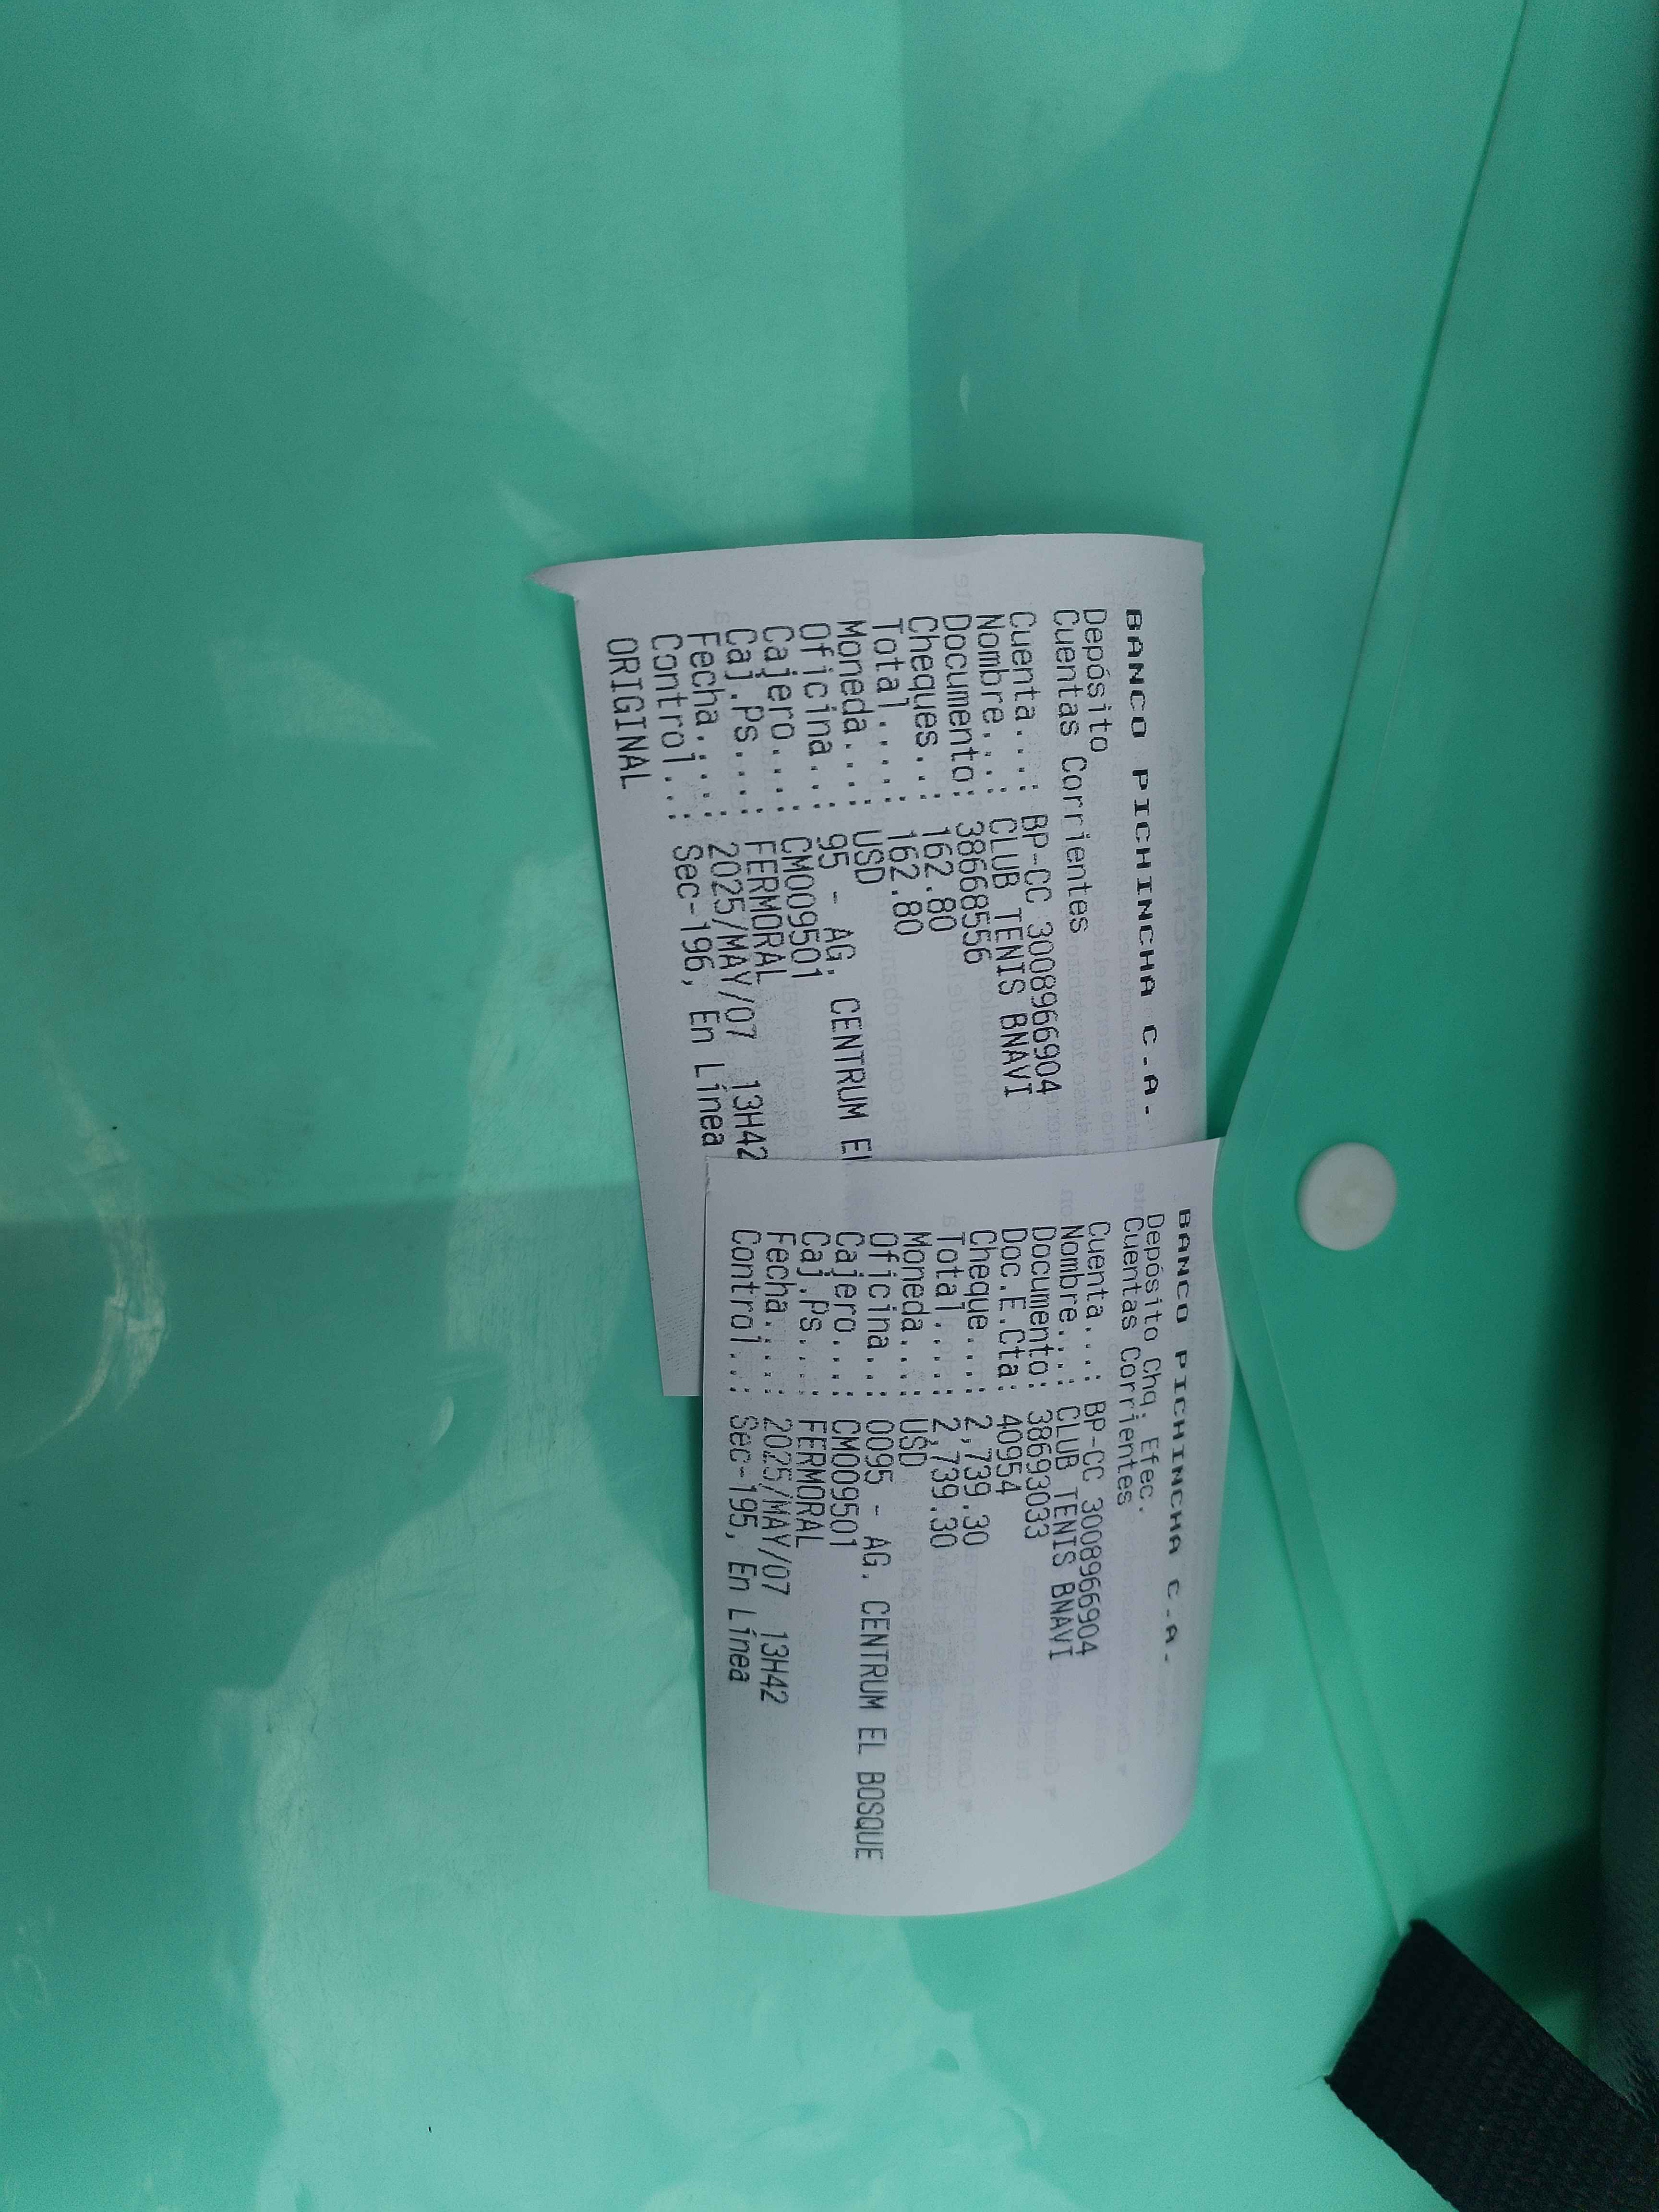 BANCO PICHINCHA C.A.
Depósito
Cuentas Corrientes
Cuenta...: BP-CC 3008966904
Nombre...: CLUB TENIS BNAVI
Documento: 38668556
Cheques..: 162.80
Total....: 162.80
Moneda...: USD
Oficina..: 95 - AG. CENTRUM EL
Cajero...: CM009501
Caj.Ps...: FERMORAL
Fecha....: 2025/MAY/07 13H42
Control..: Sec-196, En Línea
ORIGINAL
BANCO PICHINCHA C.A.
Depósito Chq. Efec.
Cuentas Corrientes
Cuenta...: BP-CC 3008966904
Nombre...: CLUB TENIS BNAVI
Documento: 38693033
Doc.E.Cta: 40954
Cheque...: 2,739.30
Total....: 2,739.30
Moneda...: USD
Oficina..: 0095 - AG. CENTRUM EL BOSQUE
Cajero...: CM009501
Caj.Ps...: FERMORAL
Fecha....: 2025/MAY/07 13H42
Control..: Sec-195, En Línea